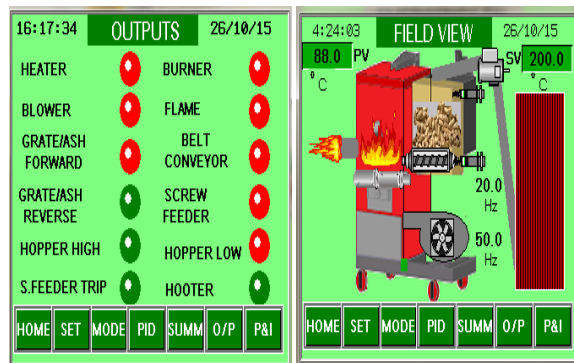 16:17:34 OUTPUTS 26/10/15
HEATER BURNER
BLOWER FLAME
GRATE/ASH FORWARD BELT CONVEYOR
GRATE/ASH REVERSE SCREW FEEDER
HOPPER HIGH HOPPER LOW
S.FEEDER TRIP HOOTER
HOME SET MODE PID SUMM O/P P&I
4:24:03 FIELD VIEW 26/10/15
88.0 PV SV 200.0
°C °C
20.0
Hz
50.0
Hz
HOME SET MODE PID SUMM O/P P&I